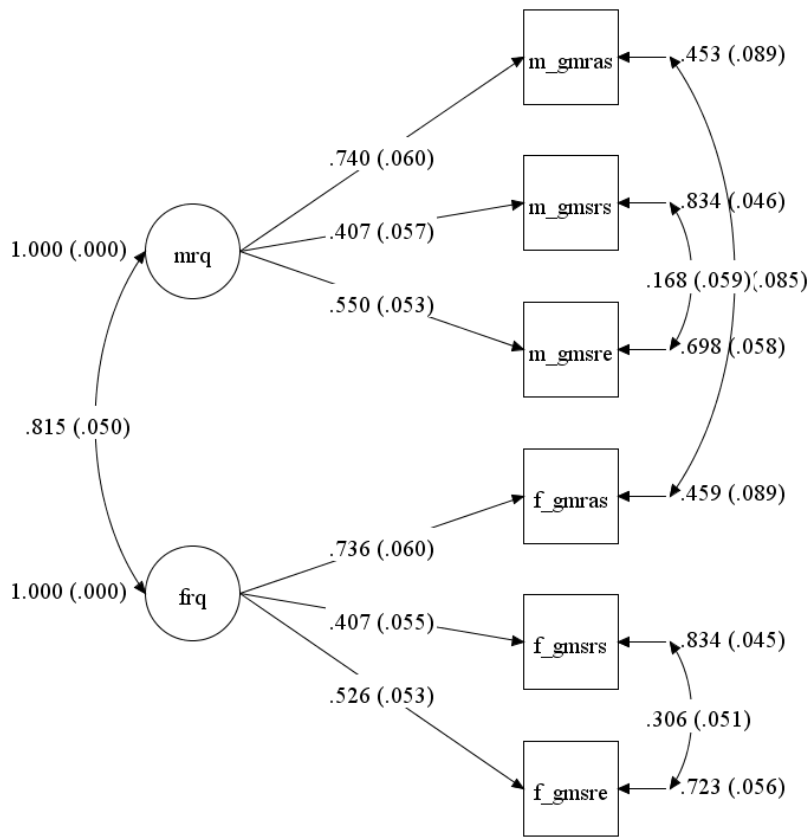 m_gmras
.453 (.089)
.740 (.060)
m_gmsrs
.834 (.046)
.407 (.057)
1.000 (.000)
mrq
.168 (.059)
(.085)
.550 (.053)
m_gmsre
.698 (.058)
.815 (.050)
f_gmras
.459 (.089)
.736 (.060)
1.000 (.000)
frq
.407 (.055)
f_gmsrs
.834 (.045)
.526 (.053)
.306 (.051)
f_gmsre
.723 (.056)